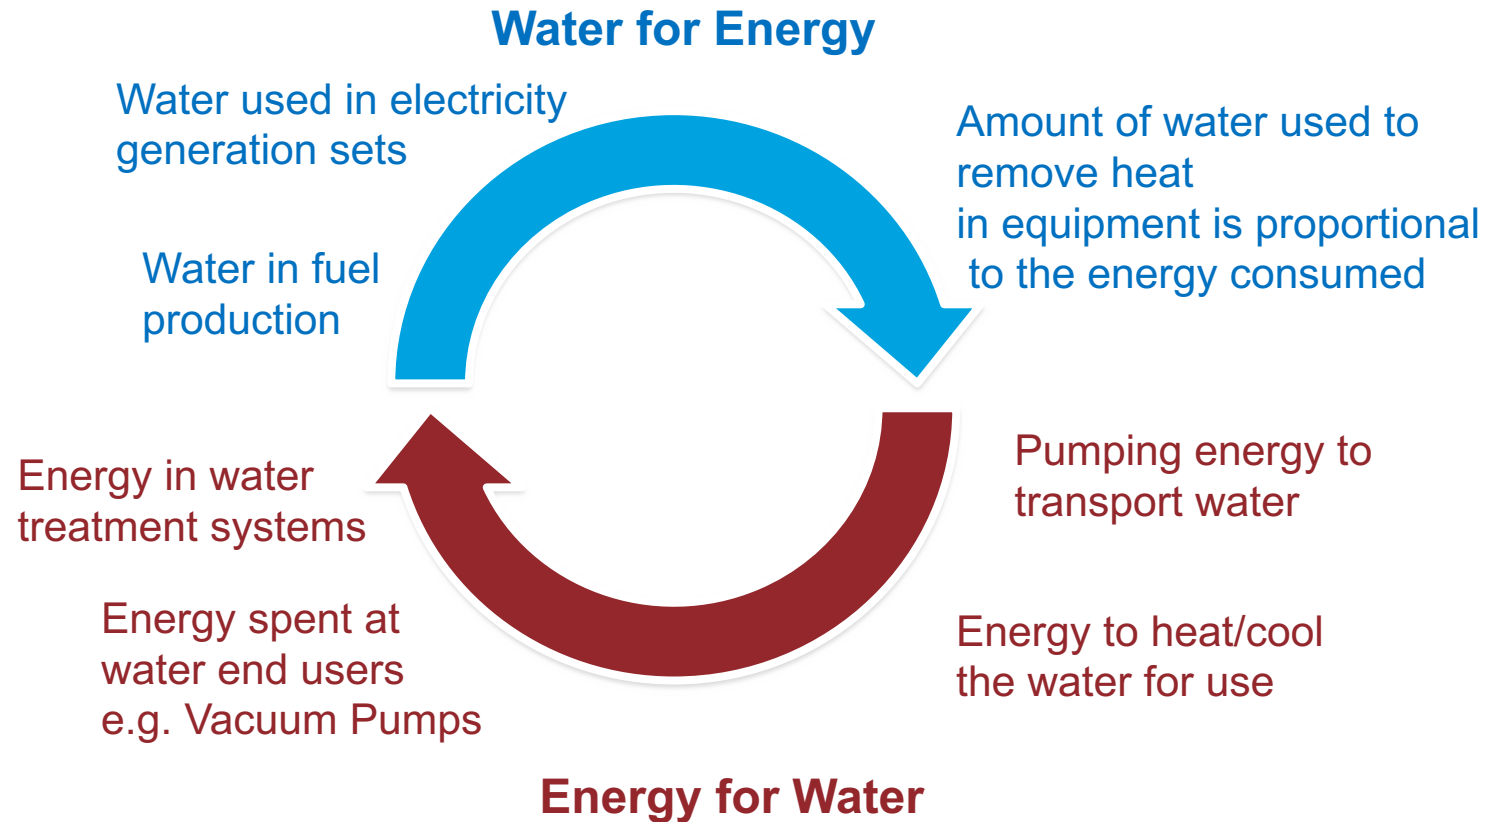 Water for Energy
Water used in electricity
generation sets
Amount of water used to
remove heat
in equipment is proportional
to the energy consumed
Water in fuel
production
Energy in water
treatment systems
Pumping energy to
transport water
Energy spent at
water end users
e.g. Vacuum Pumps
Energy to heat/cool
the water for use
Energy for Water